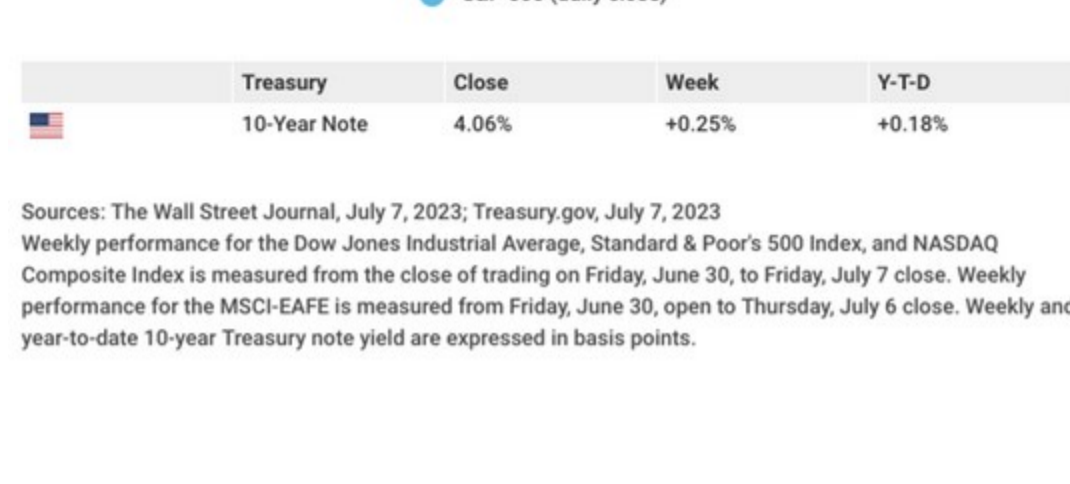 Treasury Close Week Y-T-D
10-Year Note 4.06% +0.25% +0.18%
Sources: The Wall Street Journal, July 7, 2023; Treasury.gov, July 7, 2023
Weekly performance for the Dow Jones Industrial Average, Standard & Poor's 500 Index, and NASDAQ
Composite Index is measured from the close of trading on Friday, June 30, to Friday, July 7 close. Weekly
performance for the MSCI-EAFE is measured from Friday, June 30, open to Thursday, July 6 close. Weekly and
year-to-date 10-year Treasury note yield are expressed in basis points.